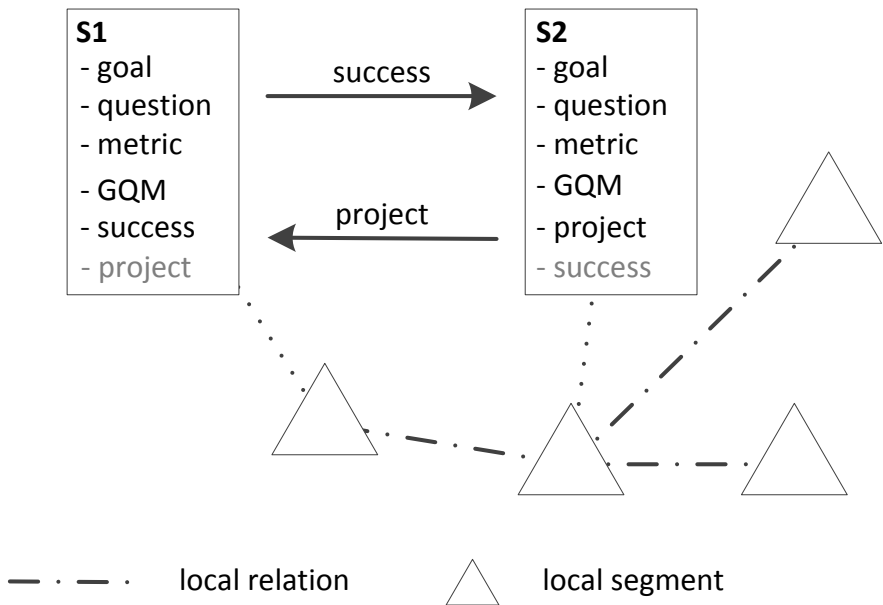 S1
- goal
- question
- metric
- GQM
- success
- project
success
project
S2
- goal
- question
- metric
- GQM
- project
- success
local relation
local segment